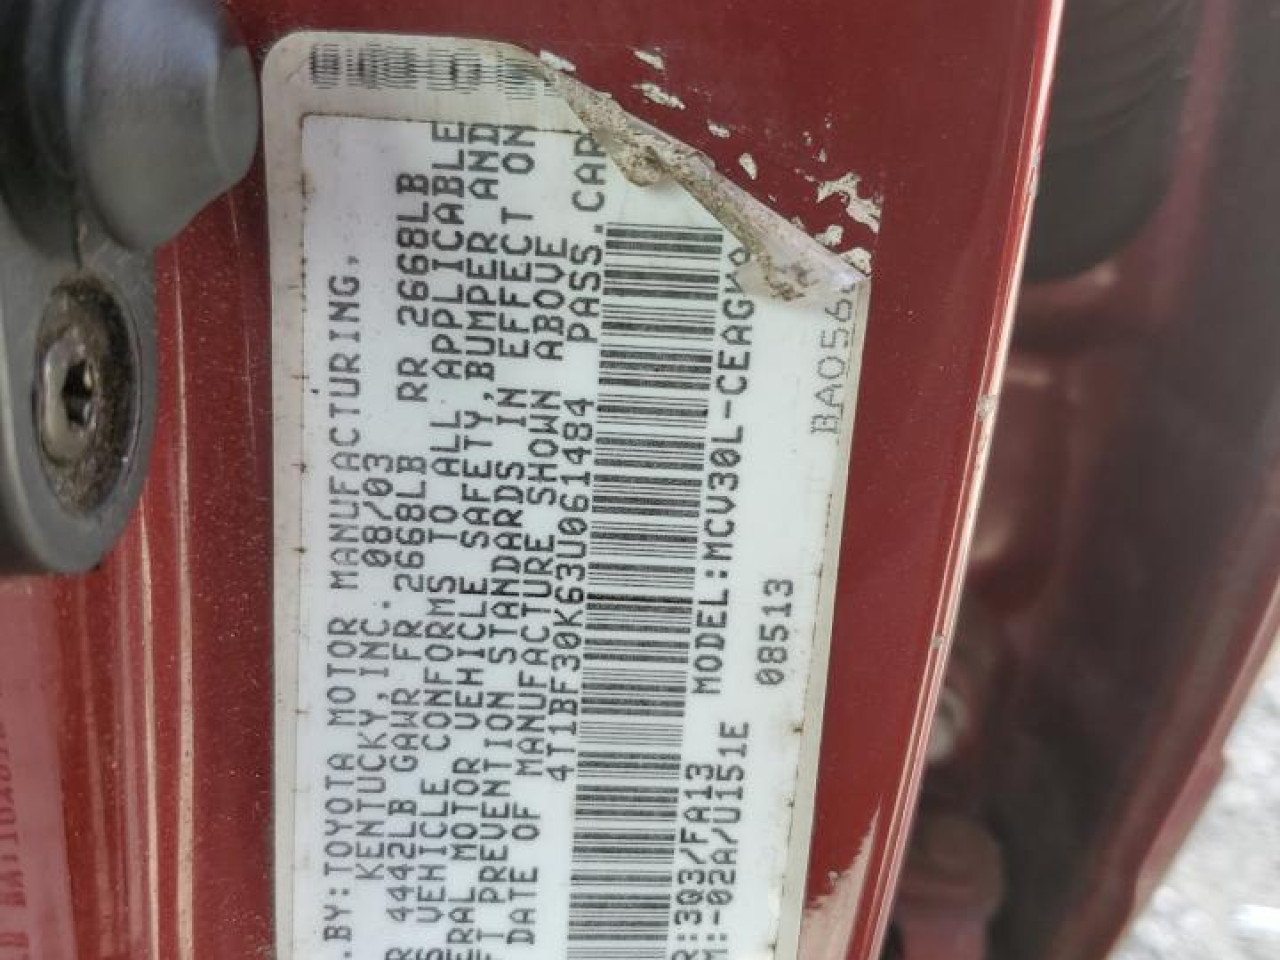 .BY:TOYOTA MOTOR MANUFACTURING,
KENTUCKY,INC. 08/03
R 4442LB GAWR FR 2668LB RR 2668LB
S VEHICLE CONFORMS TO ALL APPLICABLE
ERAL MOTOR VEHICLE SAFETY,BUMPER AND
FT PREVENTION STANDARDS IN EFFECT ON
DATE OF MANUFACTURE SHOWN ABOVE
4T1BF30K63U061484 PASS. CAR
R:3Q3/FA13 MODEL:MCV30L-CEAGKA
M:-02A/U151E
08513 BA056